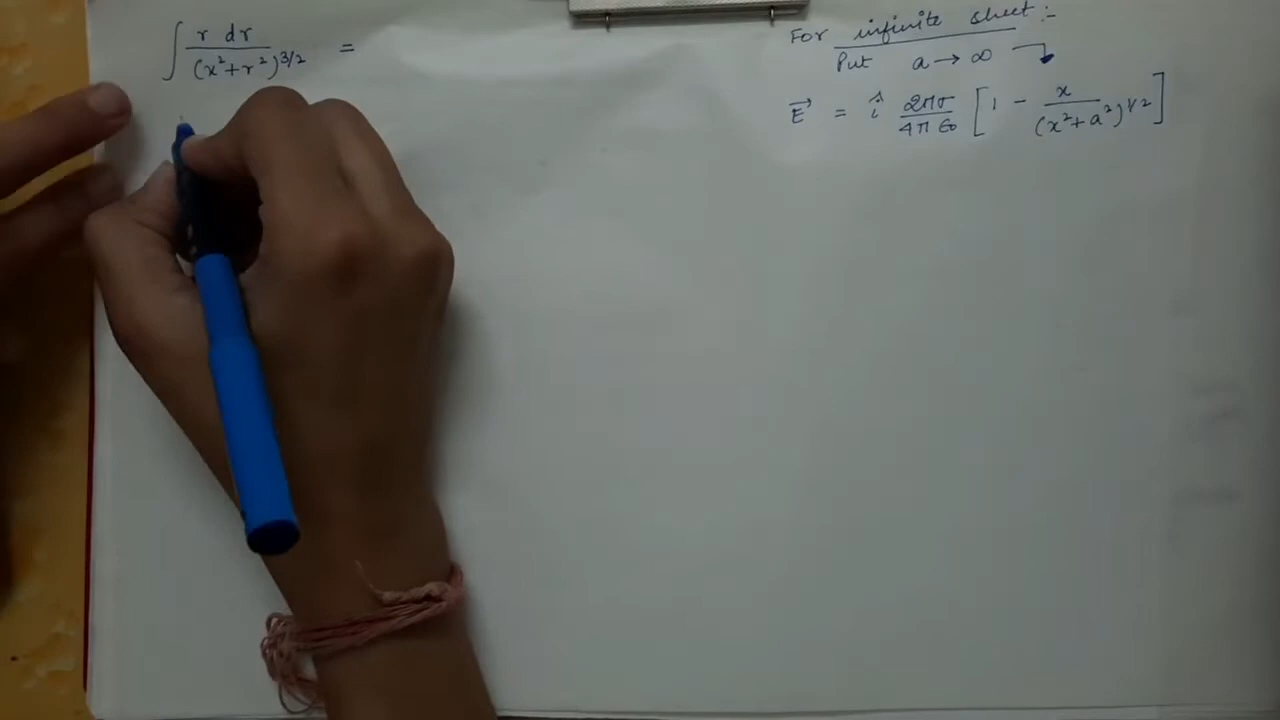 ∫ r dr / (x²+r²)^3/2 =
For infinite sheet:-
Put a → ∞
E⃗ = î 2πσ / 4π ϵ₀ [ 1 - x / (x²+a²)^1/2 ]